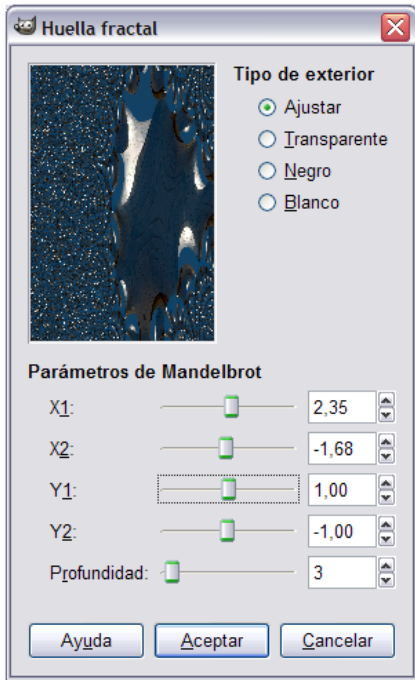 Huella fractal
Tipo de exterior
Ajustar
Transparente
Negro
Blanco
Parámetros de Mandelbrot
X1: 2,35
X2: -1,68
Y1: 1,00
Y2: -1,00
Profundidad: 3
Ayuda Aceptar Cancelar